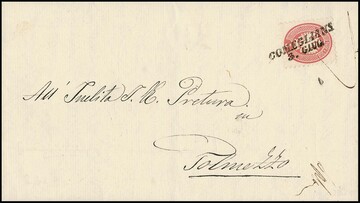 COMEGLIANS
3. GIUG.
All' Inclita I. R. Pretura
in
Tolmezzo